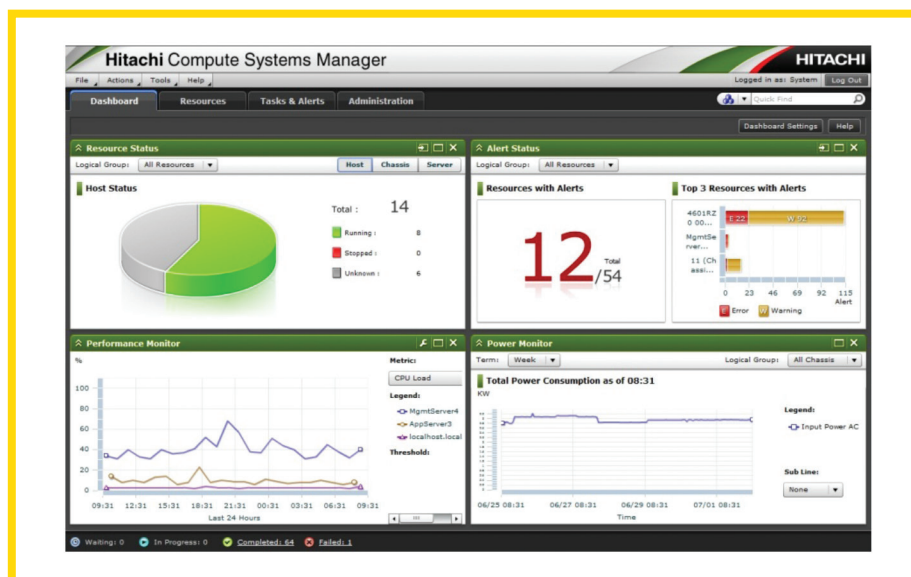 Hitachi Compute Systems Manager
HITACHI
File Actions Tools Help
Logged in as: System Log Out
Dashboard Resources Tasks & Alerts Administration
Quick Find
Dashboard Settings Help
Resource Status
Logical Group: All Resources
Host Chassis Server
Host Status
Total : 14
Running : 8
Stopped : 0
Unknown : 6
Alert Status
Logical Group: All Resources
Resources with Alerts
12/54
Total
Top 3 Resources with Alerts
4601RZ
0 00...
E 22 W 92
MgmtSe
rver...
11 (Ch
assi...
0 23 46 69 92 115
Alert
E Error W Warning
Performance Monitor
%
100
80
60
40
20
0
09:31 12:31 15:31 18:31 21:31 00:31 03:31 06:31 09:31
Last 24 Hours
Metric:
CPU Load
Legend:
MgmtServer4
AppServer3
localhost.local
Threshold:
Power Monitor
Term: Week
Logical Group: All Chassis
Total Power Consumption as of 08:31
KW
06/25 08:31 06/27 08:31 06/29 08:31 07/01 08:31
Time
Legend:
Input Power AC
Sub Line:
None
Waiting: 0 In Progress: 0 Completed: 64 Failed: 1